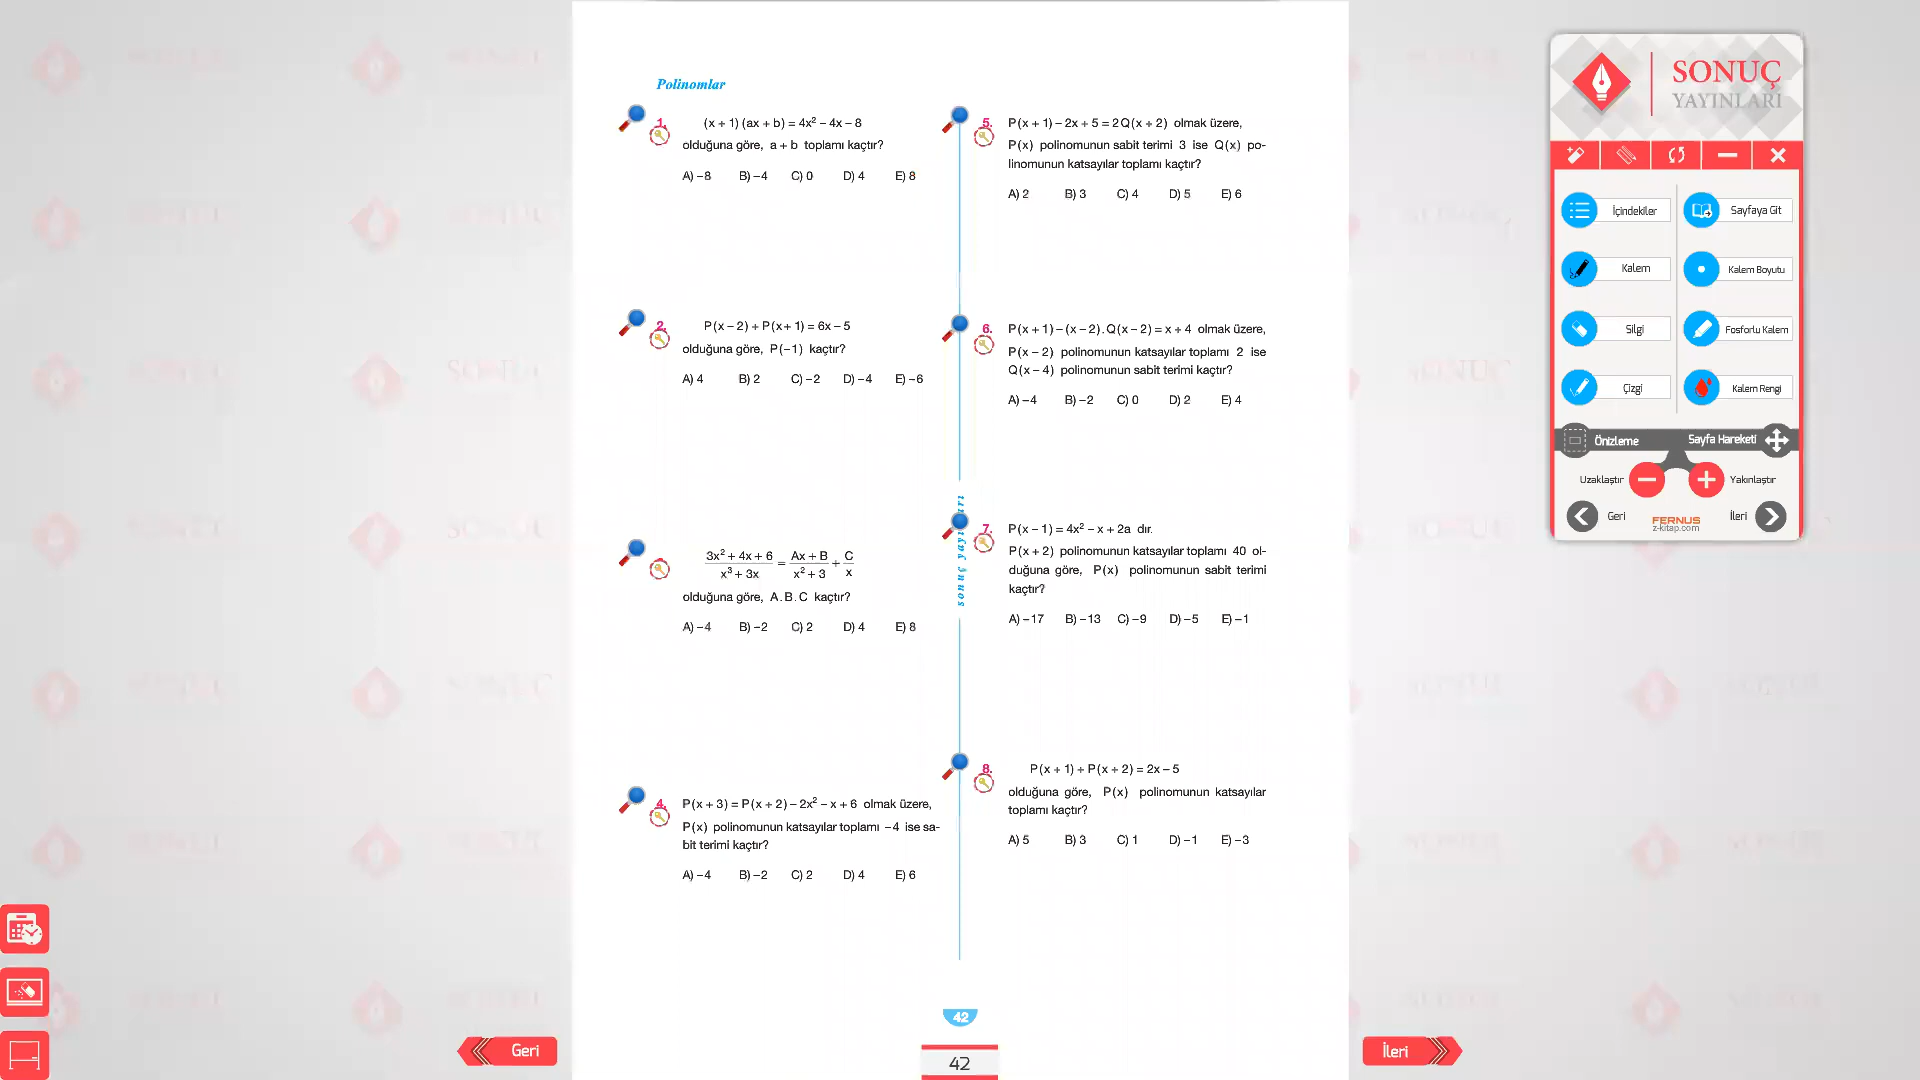 Polinomlar
1. (x + 1) (ax + b) = 4x² – 4x – 8
olduğuna göre, a + b toplamı kaçtır?
A) –8 B) –4 C) 0 D) 4 E) 8
2. P(x – 2) + P(x + 1) = 6x – 5
olduğuna göre, P(–1) kaçtır?
A) 4 B) 2 C) –2 D) –4 E) –6
3x² + 4x + 6 / x³ + 3x = Ax + B / x² + 3 + C / x
olduğuna göre, A.B.C kaçtır?
A) –4 B) –2 C) 2 D) 4 E) 8
4. P(x + 3) = P(x + 2) – 2x² – x + 6 olmak üzere,
P(x) polinomunun katsayılar toplamı –4 ise sa-
bit terimi kaçtır?
A) –4 B) –2 C) 2 D) 4 E) 6
5. P(x + 1) – 2x + 5 = 2Q(x + 2) olmak üzere,
P(x) polinomunun sabit terimi 3 ise Q(x) po-
linomunun katsayılar toplamı kaçtır?
A) 2 B) 3 C) 4 D) 5 E) 6
6. P(x + 1) – (x – 2).Q(x – 2) = x + 4 olmak üzere,
P(x – 2) polinomunun katsayılar toplamı 2 ise
Q(x – 4) polinomunun sabit terimi kaçtır?
A) –4 B) –2 C) 0 D) 2 E) 4
7. P(x – 1) = 4x² – x + 2a dır.
P(x + 2) polinomunun katsayılar toplamı 40 ol-
duğuna göre, P(x) polinomunun sabit terimi
kaçtır?
A) –17 B) –13 C) –9 D) –5 E) –1
8. P(x + 1) + P(x + 2) = 2x – 5
olduğuna göre, P(x) polinomunun katsayılar
toplamı kaçtır?
A) 5 B) 3 C) 1 D) –1 E) –3
42
42
Geri
İleri
SONUÇ
YAYINLARI
İçindekiler
Sayfaya Git
Kalem
Kalem Boyutu
Silgi
Fosforlu Kalem
Çizgi
Kalem Rengi
Önizleme
Sayfa Hareketi
Uzaklaştır
Yakınlaştır
Geri
FERNUS
z-kitap.com
İleri